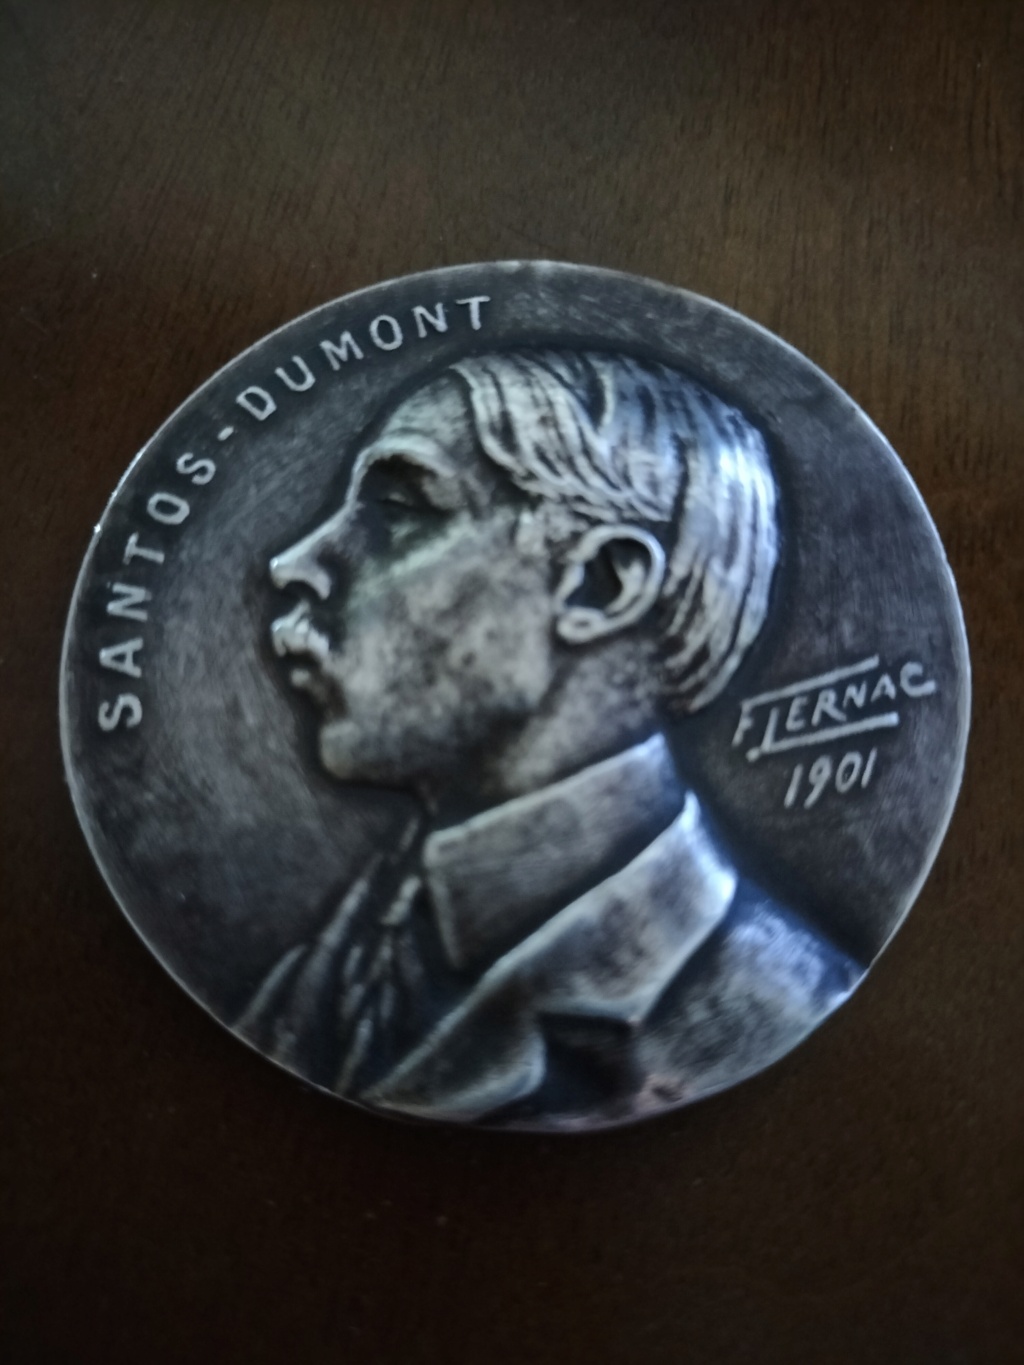 SANTOS-DUMONT
F. LERNAC
1901